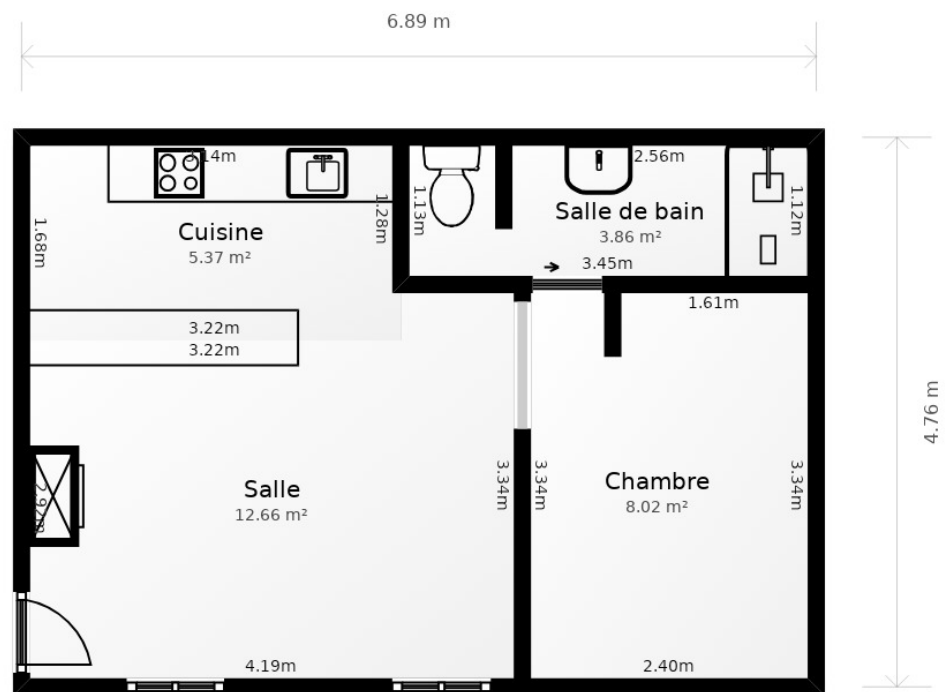 6.89 m
3.14m
2.56m
1.68m
1.28m
1.13m
1.12m
Cuisine
5.37 m²
Salle de bain
3.86 m²
3.45m
1.61m
3.22m
3.22m
4.76 m
2.92m
3.34m
3.34m
3.34m
Salle
12.66 m²
Chambre
8.02 m²
4.19m
2.40m